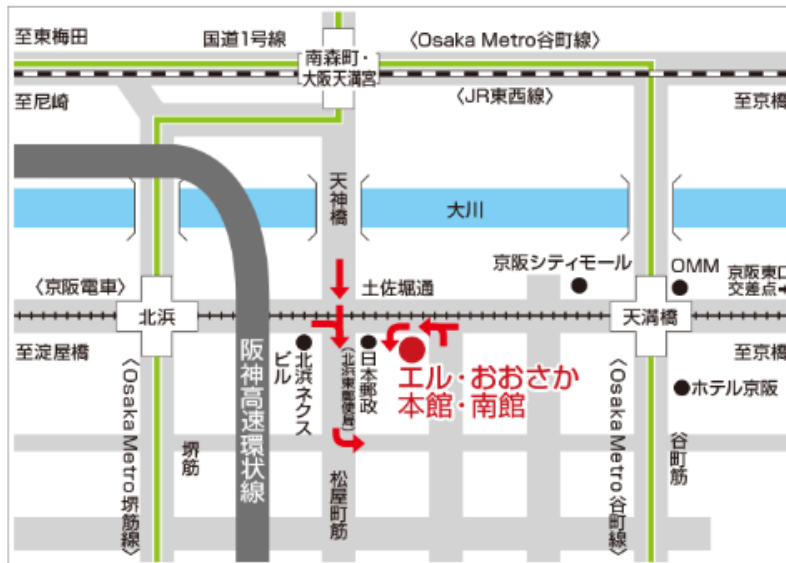 至東梅田
国道1号線
〈Osaka Metro谷町線〉
南森町・
大阪天満宮
至尼崎
〈JR東西線〉
至京橋
天神橋
大川
京阪シティモール
OMM
京阪東口
交差点
〈京阪電車〉
土佐堀通
北浜
天満橋
至淀屋橋
阪神高速環状線
北浜ネクス
ビル
(北浜東郵便局)
日本郵政
エル・おおさか
本館・南館
至京橋
ホテル京阪
〈Osaka Metro堺筋線〉
堺筋
松屋町筋
〈Osaka Metro谷町線〉
谷町筋